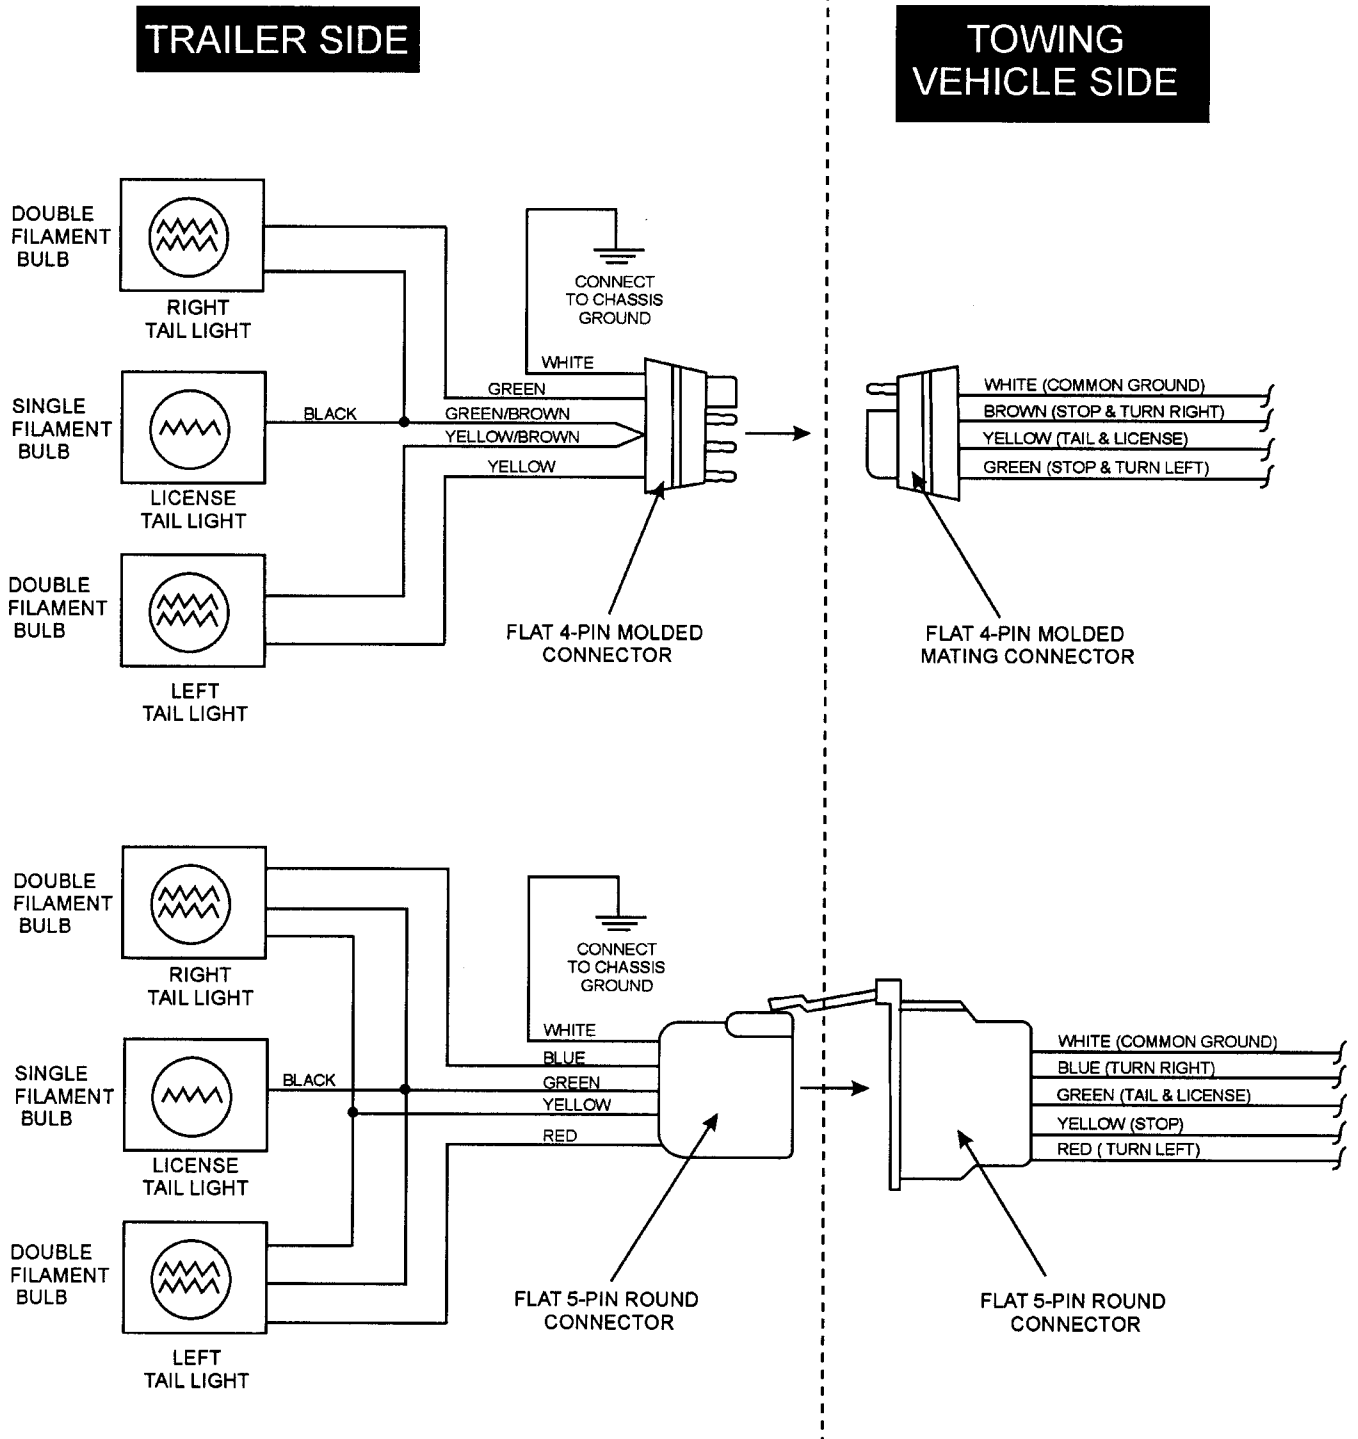 TRAILER SIDE
TOWING
VEHICLE SIDE
DOUBLE
FILAMENT
BULB
RIGHT
TAIL LIGHT
CONNECT
TO CHASSIS
GROUND
SINGLE
FILAMENT
BULB
LICENSE
TAIL LIGHT
BLACK
WHITE
GREEN
GREEN/BROWN
YELLOW/BROWN
YELLOW
WHITE (COMMON GROUND)
BROWN (STOP & TURN RIGHT)
YELLOW (TAIL & LICENSE)
GREEN (STOP & TURN LEFT)
DOUBLE
FILAMENT
BULB
LEFT
TAIL LIGHT
FLAT 4-PIN MOLDED
CONNECTOR
FLAT 4-PIN MOLDED
MATING CONNECTOR
DOUBLE
FILAMENT
BULB
RIGHT
TAIL LIGHT
CONNECT
TO CHASSIS
GROUND
SINGLE
FILAMENT
BULB
LICENSE
TAIL LIGHT
BLACK
WHITE
BLUE
GREEN
YELLOW
RED
WHITE (COMMON GROUND)
BLUE (TURN RIGHT)
GREEN (TAIL & LICENSE)
YELLOW (STOP)
RED ( TURN LEFT)
DOUBLE
FILAMENT
BULB
LEFT
TAIL LIGHT
FLAT 5-PIN ROUND
CONNECTOR
FLAT 5-PIN ROUND
CONNECTOR